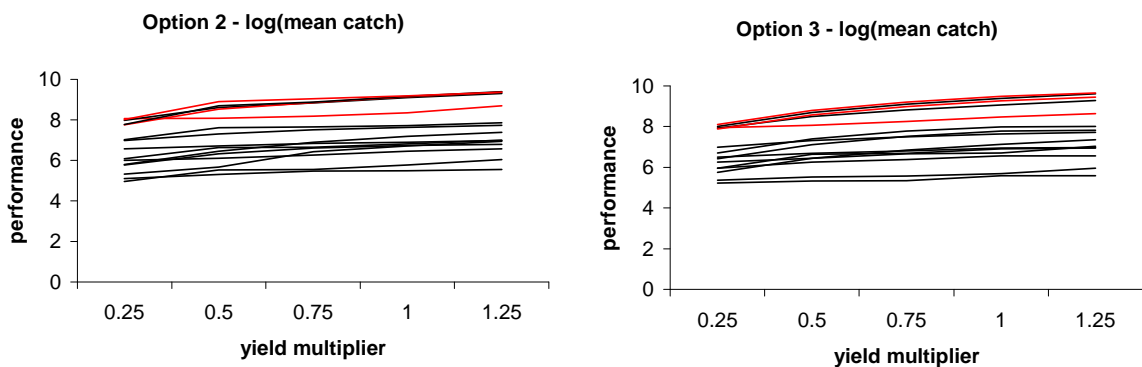 Option 2 - log(mean catch)
performance
10
8
6
4
2
0
0.25 0.5 0.75 1 1.25
yield multiplier
Option 3 - log(mean catch)
performance
10
8
6
4
2
0
0.25 0.5 0.75 1 1.25
yield multiplier